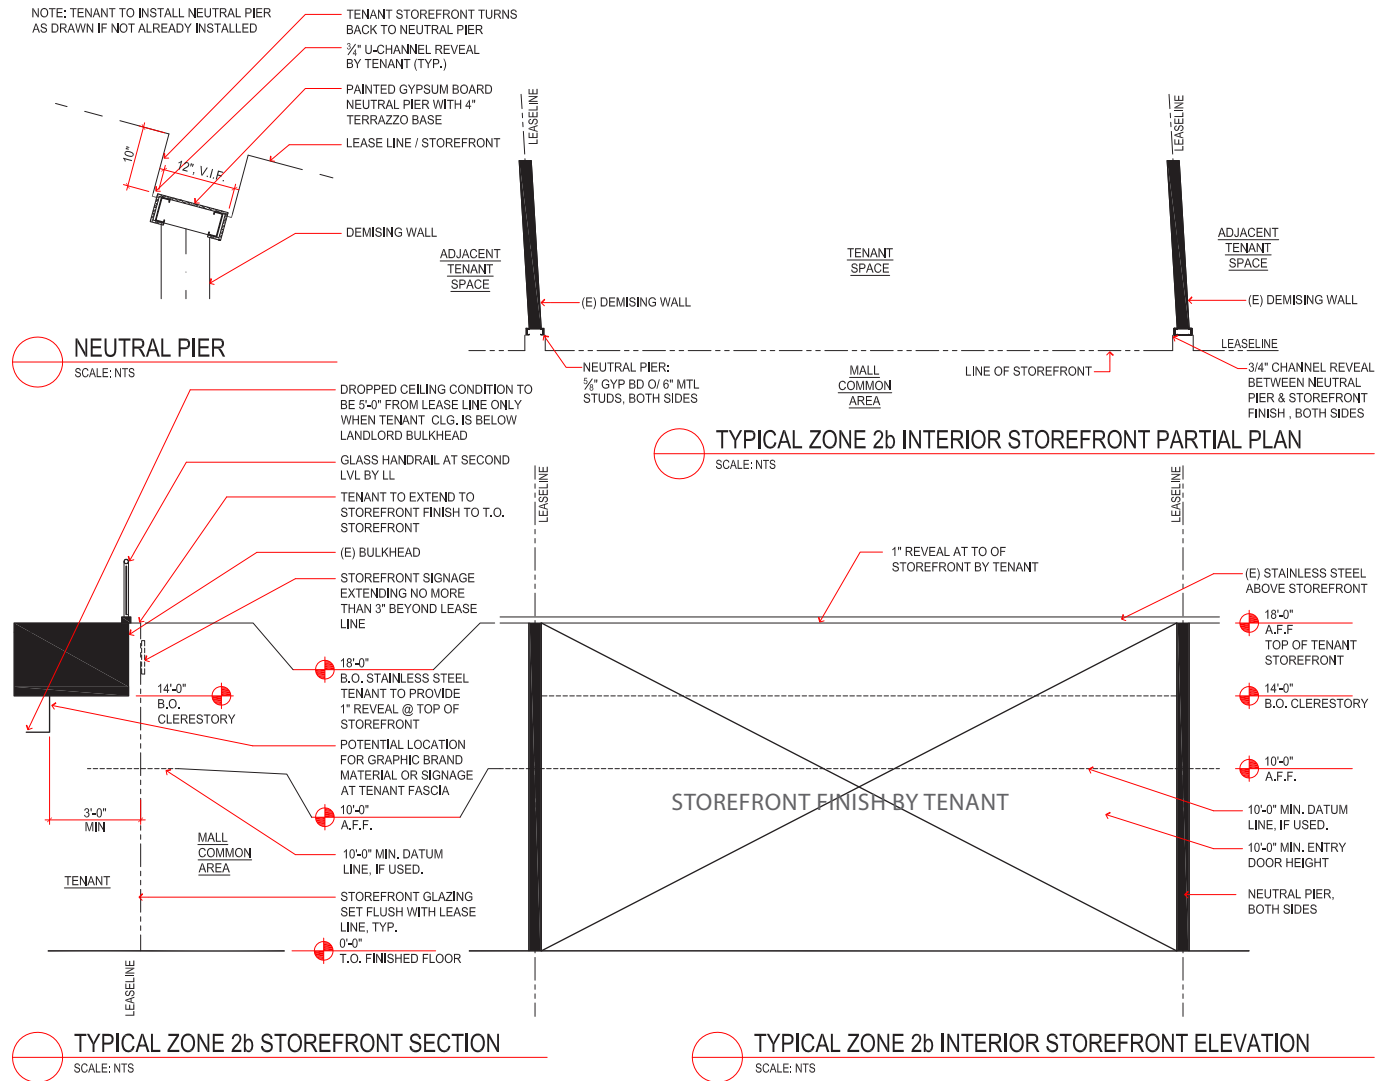 NOTE: TENANT TO INSTALL NEUTRAL PIER
AS DRAWN IF NOT ALREADY INSTALLED
TENANT STOREFRONT TURNS
BACK TO NEUTRAL PIER
¾" U-CHANNEL REVEAL
BY TENANT (TYP.)
PAINTED GYPSUM BOARD
NEUTRAL PIER WITH 4"
TERRAZZO BASE
LEASE LINE / STOREFRONT
10"
12", V.I.F.
DEMISING WALL
NEUTRAL PIER
SCALE: NTS
LEASELINE
LEASELINE
ADJACENT
TENANT
SPACE
TENANT
SPACE
ADJACENT
TENANT
SPACE
(E) DEMISING WALL
(E) DEMISING WALL
LEASELINE
NEUTRAL PIER:
⅝" GYP BD O/ 6" MTL
STUDS, BOTH SIDES
MALL
COMMON
AREA
LINE OF STOREFRONT
3/4" CHANNEL REVEAL
BETWEEN NEUTRAL
PIER & STOREFRONT
FINISH , BOTH SIDES
TYPICAL ZONE 2b INTERIOR STOREFRONT PARTIAL PLAN
SCALE: NTS
DROPPED CEILING CONDITION TO
BE 5'-0" FROM LEASE LINE ONLY
WHEN TENANT CLG. IS BELOW
LANDLORD BULKHEAD
GLASS HANDRAIL AT SECOND
LVL BY LL
TENANT TO EXTEND TO
STOREFRONT FINISH TO T.O.
STOREFRONT
(E) BULKHEAD
STOREFRONT SIGNAGE
EXTENDING NO MORE
THAN 3" BEYOND LEASE
LINE
18'-0"
B.O. STAINLESS STEEL
TENANT TO PROVIDE
1" REVEAL @ TOP OF
STOREFRONT
14'-0"
B.O.
CLERESTORY
POTENTIAL LOCATION
FOR GRAPHIC BRAND
MATERIAL OR SIGNAGE
AT TENANT FASCIA
10'-0"
A.F.F.
3'-0"
MIN
MALL
COMMON
AREA
10'-0" MIN. DATUM
LINE, IF USED.
TENANT
STOREFRONT GLAZING
SET FLUSH WITH LEASE
LINE, TYP.
0'-0"
T.O. FINISHED FLOOR
LEASELINE
TYPICAL ZONE 2b STOREFRONT SECTION
SCALE: NTS
LEASELINE
LEASELINE
1" REVEAL AT TO OF
STOREFRONT BY TENANT
(E) STAINLESS STEEL
ABOVE STOREFRONT
18'-0"
A.F.F
TOP OF TENANT
STOREFRONT
14'-0"
B.O. CLERESTORY
10'-0"
A.F.F.
STOREFRONT FINISH BY TENANT
10'-0" MIN. DATUM
LINE, IF USED.
10'-0" MIN. ENTRY
DOOR HEIGHT
NEUTRAL PIER,
BOTH SIDES
TYPICAL ZONE 2b INTERIOR STOREFRONT ELEVATION
SCALE: NTS